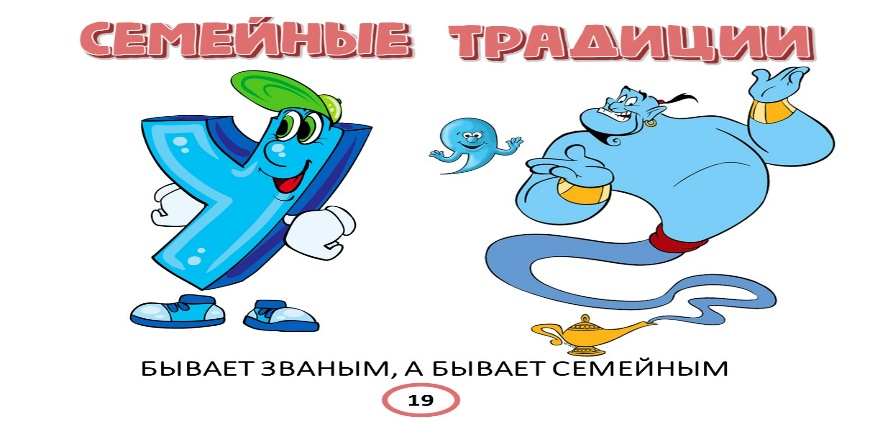 СЕМЕЙНЫЕ ТРАДИЦИИ
У ,
БЫВАЕТ ЗВАНЫМ, А БЫВАЕТ СЕМЕЙНЫМ
19